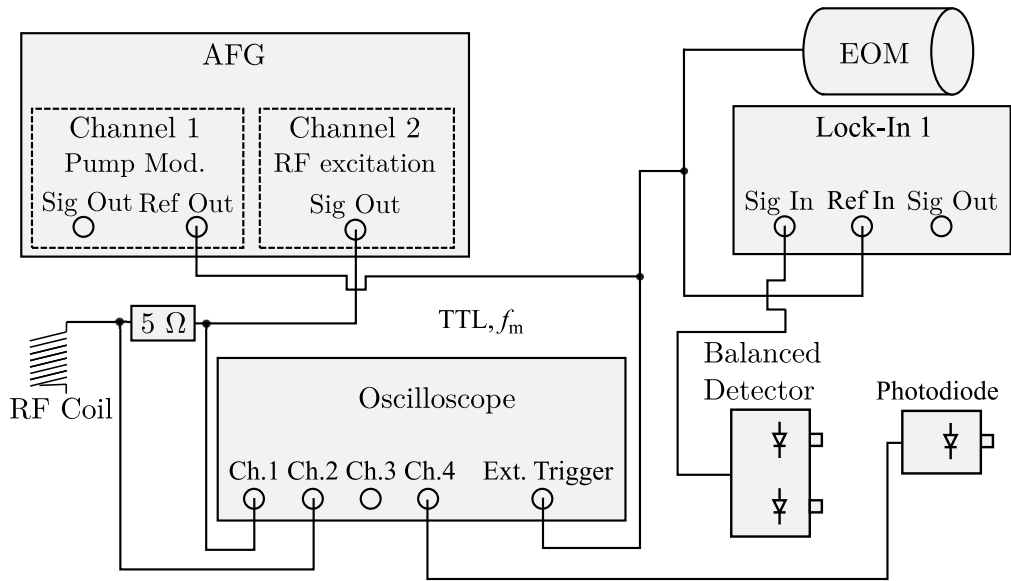 AFG
EOM
Channel 1
Pump Mod.
Sig Out Ref Out
Channel 2
RF excitation
Sig Out
Lock-In 1
Sig In Ref In Sig Out
5 Ω
TTL, fₘ
RF Coil
Oscilloscope
Ch.1 Ch.2 Ch.3 Ch.4 Ext. Trigger
Balanced
Detector
Photodiode